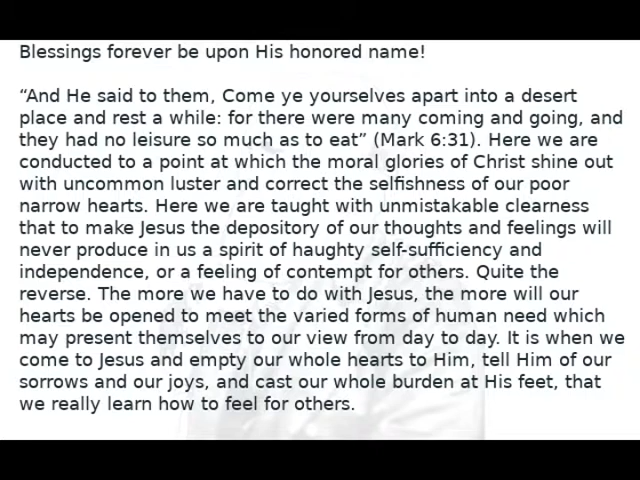 Blessings forever be upon His honored name!
“And He said to them, Come ye yourselves apart into a desert
place and rest a while: for there were many coming and going, and
they had no leisure so much as to eat” (Mark 6:31). Here we are
conducted to a point at which the moral glories of Christ shine out
with uncommon luster and correct the selfishness of our poor
narrow hearts. Here we are taught with unmistakable clearness
that to make Jesus the depository of our thoughts and feelings will
never produce in us a spirit of haughty self-sufficiency and
independence, or a feeling of contempt for others. Quite the
reverse. The more we have to do with Jesus, the more will our
hearts be opened to meet the varied forms of human need which
may present themselves to our view from day to day. It is when we
come to Jesus and empty our whole hearts to Him, tell Him of our
sorrows and our joys, and cast our whole burden at His feet, that
we really learn how to feel for others.